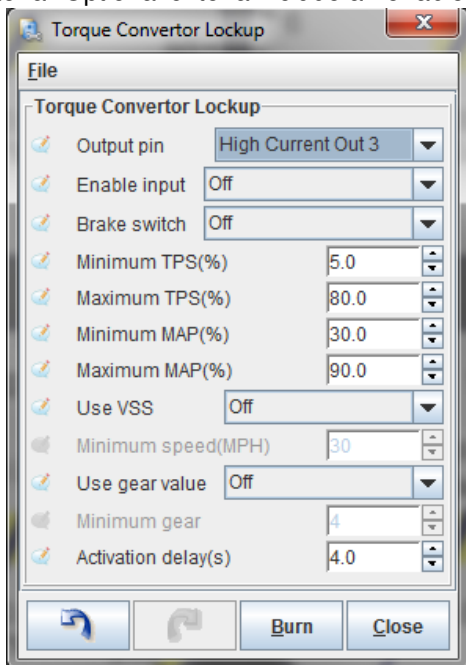 Torque Convertor Lockup
File
Torque Convertor Lockup
Output pin High Current Out 3
Enable input Off
Brake switch Off
Minimum TPS(%) 5.0
Maximum TPS(%) 80.0
Minimum MAP(%) 30.0
Maximum MAP(%) 90.0
Use VSS Off
Minimum speed(MPH) 30
Use gear value Off
Minimum gear 4
Activation delay(s) 4.0
Burn Close